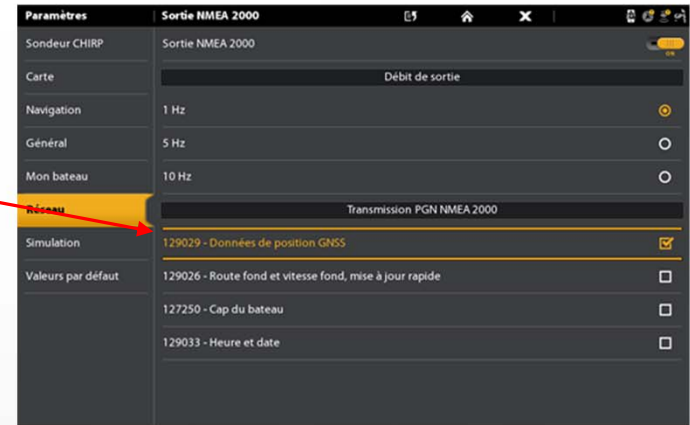 Paramètres
Sortie NMEA 2000
Sondeur CHIRP
Sortie NMEA 2000
ON
Carte
Débit de sortie
Navigation
1 Hz
Général
5 Hz
Mon bateau
10 Hz
Réseau
Transmission PGN NMEA 2000
Simulation
129029 - Données de position GNSS
Valeurs par défaut
129026 - Route fond et vitesse fond, mise à jour rapide
127250 - Cap du bateau
129033 - Heure et date